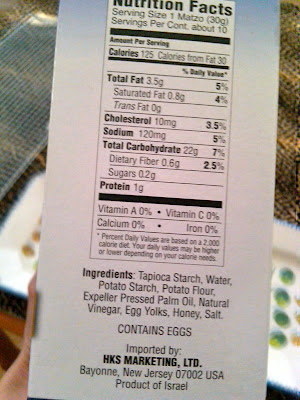 Nutrition Facts
Serving Size 1 Matzo (30g)
Servings Per Cont. about 10
Amount Per Serving
Calories 125 Calories from Fat 30
% Daily Value*
Total Fat 3.5g 5%
Saturated Fat 0.8g 4%
Trans Fat 0g
Cholesterol 10mg 3.5%
Sodium 120mg 5%
Total Carbohydrate 22g 7%
Dietary Fiber 0.6g 2.5%
Sugars 0.2g
Protein 1g
Vitamin A 0% • Vitamin C 0%
Calcium 0% • Iron 0%
* Percent Daily Values are based on a 2,000
calorie diet. Your daily values may be higher
or lower depending on your calorie needs.
Ingredients: Tapioca Starch, Water,
Potato Starch, Potato Flour,
Expeller Pressed Palm Oil, Natural
Vinegar, Egg Yolks, Honey, Salt.
CONTAINS EGGS
Imported by:
HKS MARKETING, LTD.
Bayonne, New Jersey 07002 USA
Product of Israel